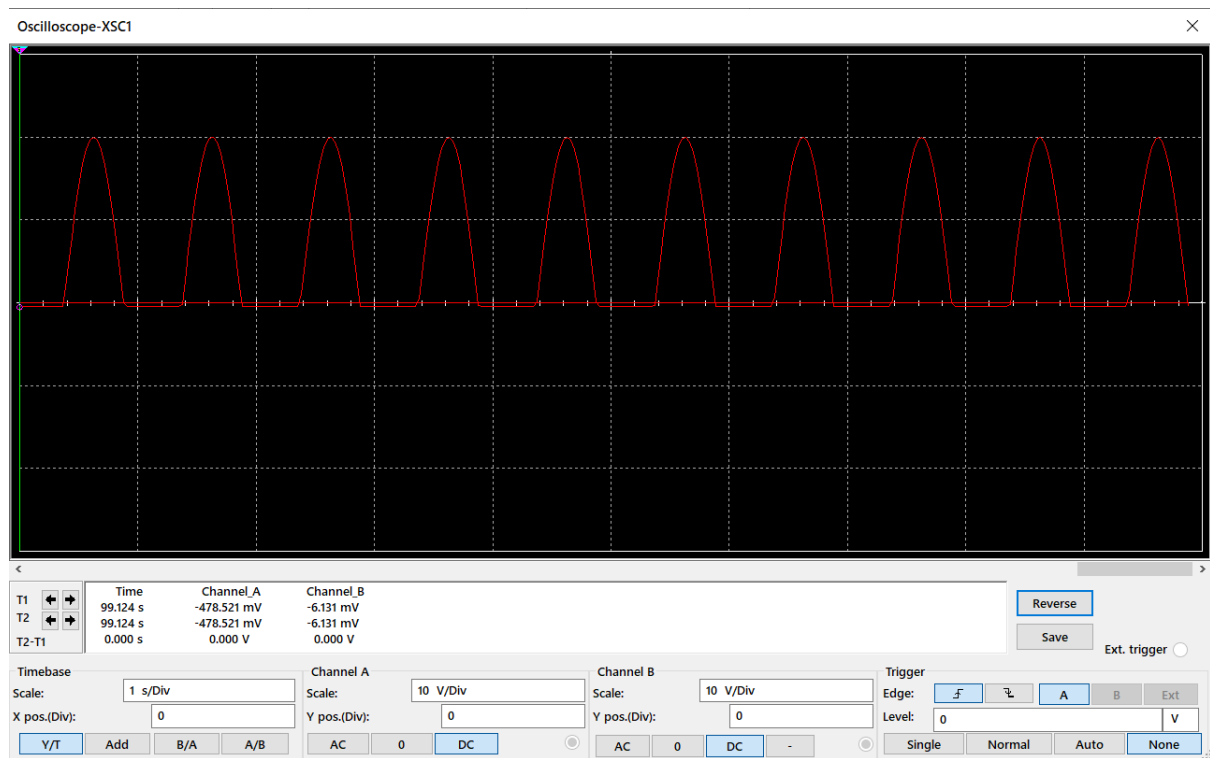 Oscilloscope-XSC1
Time Channel_A Channel_B
T1 99.124 s -478.521 mV -6.131 mV
T2 99.124 s -478.521 mV -6.131 mV
T2-T1 0.000 s 0.000 V 0.000 V
Reverse
Save
Ext. trigger
Timebase
Scale: 1 s/Div
X pos.(Div): 0
Y/T Add B/A A/B
Channel A
Scale: 10 V/Div
Y pos.(Div): 0
AC 0 DC
Channel B
Scale: 10 V/Div
Y pos.(Div): 0
AC 0 DC -
Trigger
Edge: A B Ext
Level: 0 V
Single Normal Auto None